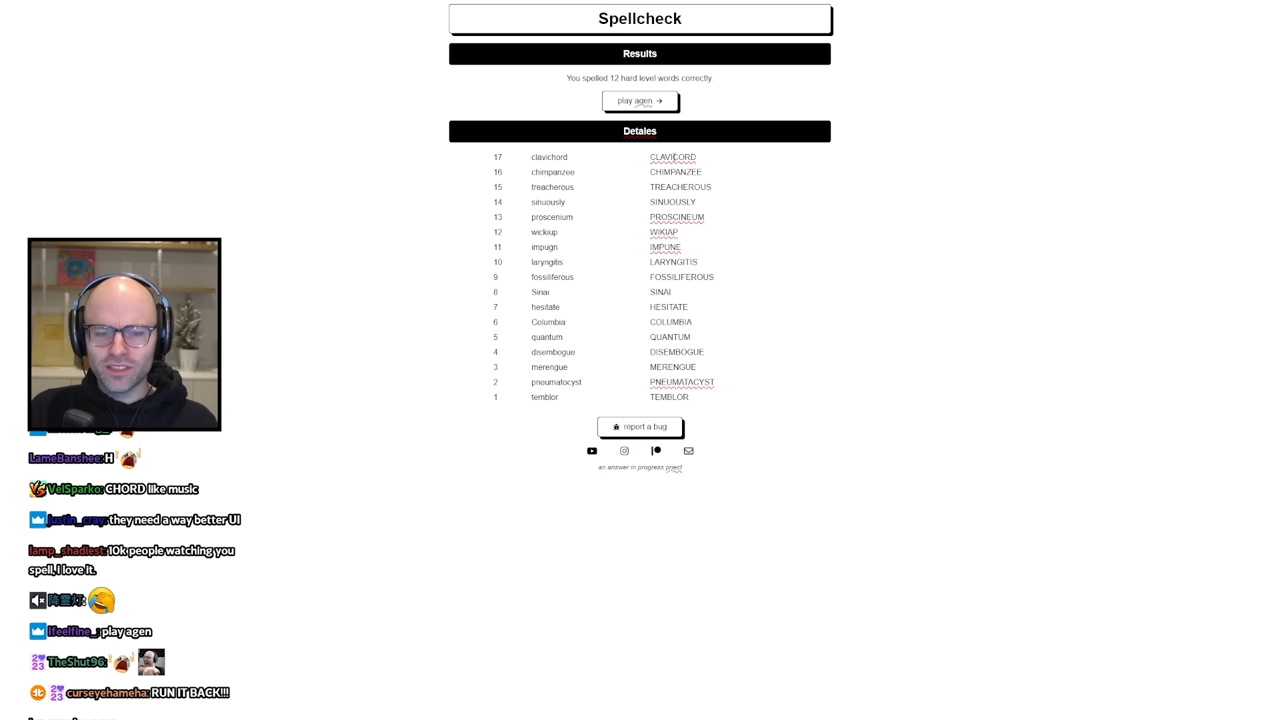 Spellcheck
Results
You spelled 12 hard level words correctly.
play agen →
Detales
17 clavichord CLAVICORD
16 chimpanzee CHIMPANZEE
15 treacherous TREACHEROUS
14 sinuously SINUOUSLY
13 proscenium PROSCINEUM
12 wickiup WIKIAP
11 impugn IMPUNE
10 laryngitis LARYNGITIS
9 fossiliferous FOSSILIFEROUS
8 Sinai SINAI
7 hesitate HESITATE
6 Columbia COLUMBIA
5 quantum QUANTUM
4 disembogue DISEMBOGUE
3 merengue MERENGUE
2 pneumatocyst PNEUMATACYST
1 temblor TEMBLOR
report a bug
an answer in progress prject
LameBanshee: H
VelSparko: CHORD like music
justin_cray: they need a way better UI
lamp_shadiest: 10k people watching you
spell, I love it.
降霊灯:
Ifeelfine_: play agen
TheShut96:
curseyehameha: RUN IT BACK!!!